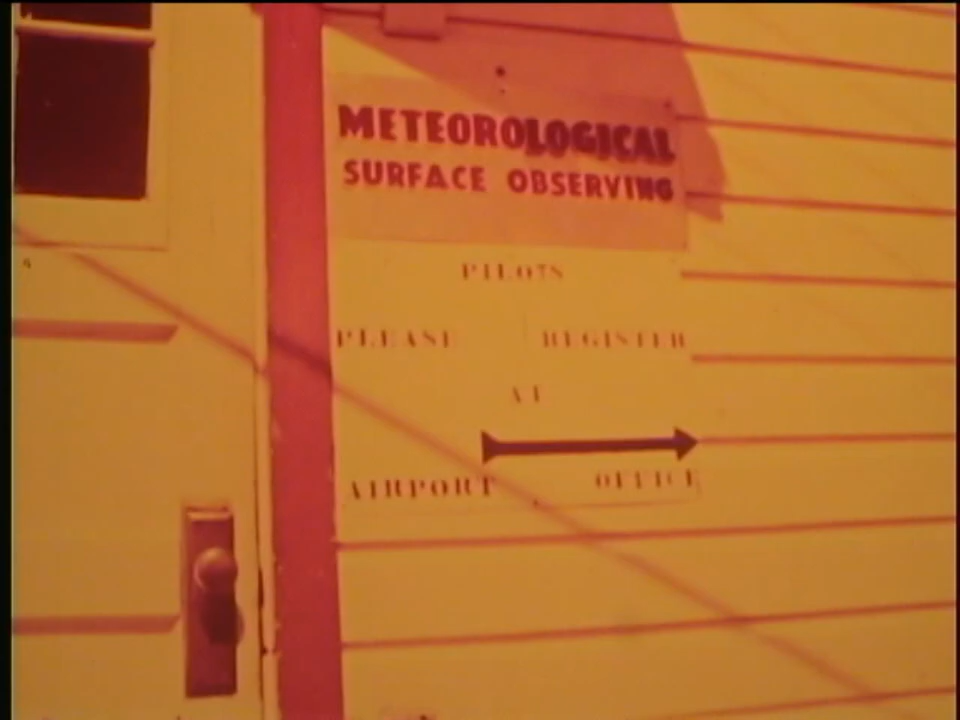 METEOROLOGICAL
SURFACE OBSERVING
PILOTS
PLEASE REGISTER
AT
AIRPORT OFFICE